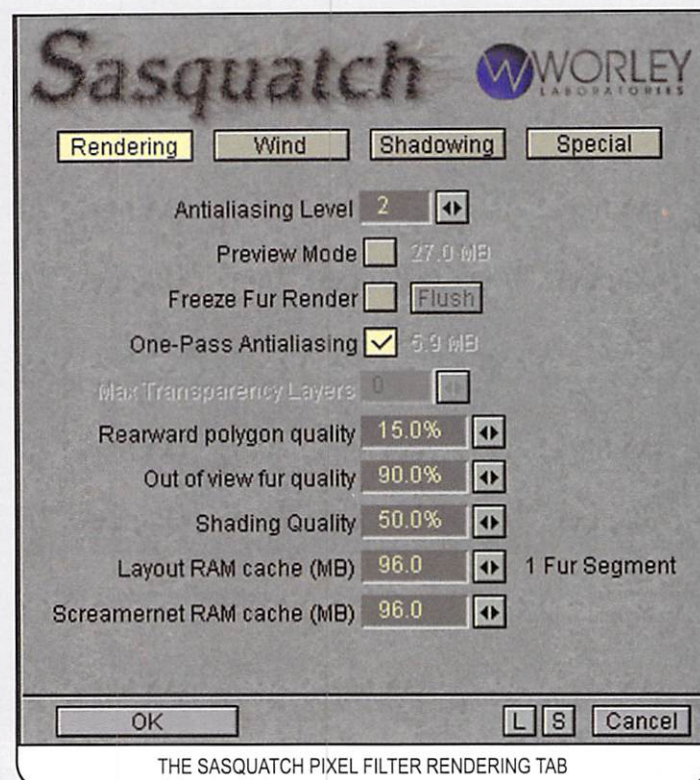 Sasquatch WORLEY
LABORATORIES
Rendering Wind Shadowing Special
Antialiasing Level 2
Preview Mode 27.0 MB
Freeze Fur Render Flush
One-Pass Antialiasing 5.9 MB
Max Transparency Layers 0
Rearward polygon quality 15.0%
Out of view fur quality 90.0%
Shading Quality 50.0%
Layout RAM cache (MB) 96.0 1 Fur Segment
Screamernet RAM cache (MB) 96.0
OK L S Cancel
THE SASQUATCH PIXEL FILTER RENDERING TAB